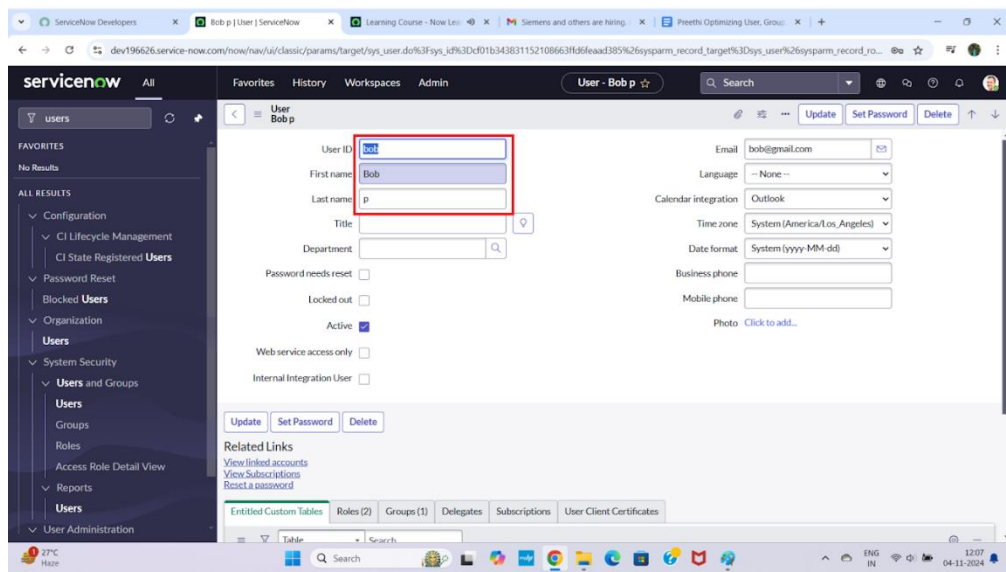 ServiceNow Developers
Bob p | User | ServiceNow
Learning Course - Now Lea
Siemens and others are hiring.
Preethi Optimizing User, Group
dev196626.service-now.com/now/nav/ui/classic/params/target/sys_user.do%3Fsys_id%3Dcf01b343831152108663ffd6feaad385%26sysparm_record_target%3Dsys_user%26sysparm_record_ro...
servicenow All Favorites History Workspaces Admin User - Bob p Search
users
User
Bob p
Update Set Password Delete
FAVORITES
No Results
ALL RESULTS
Configuration
CI Lifecycle Management
CI State Registered Users
Password Reset
Blocked Users
Organization
Users
System Security
Users and Groups
Users
Groups
Roles
Access Role Detail View
Reports
Users
User Administration
User ID bob
First name Bob
Last name p
Title
Department
Password needs reset
Locked out
Active
Web service access only
Internal Integration User
Email bob@gmail.com
Language -- None --
Calendar integration Outlook
Time zone System (America/Los_Angeles)
Date format System (yyyy-MM-dd)
Business phone
Mobile phone
Photo Click to add...
Update Set Password Delete
Related Links
View linked accounts
View Subscriptions
Reset a password
Entitled Custom Tables Roles (2) Groups (1) Delegates Subscriptions User Client Certificates
Table Search
27°C
Haze
Search
ENG
IN
12:07
04-11-2024